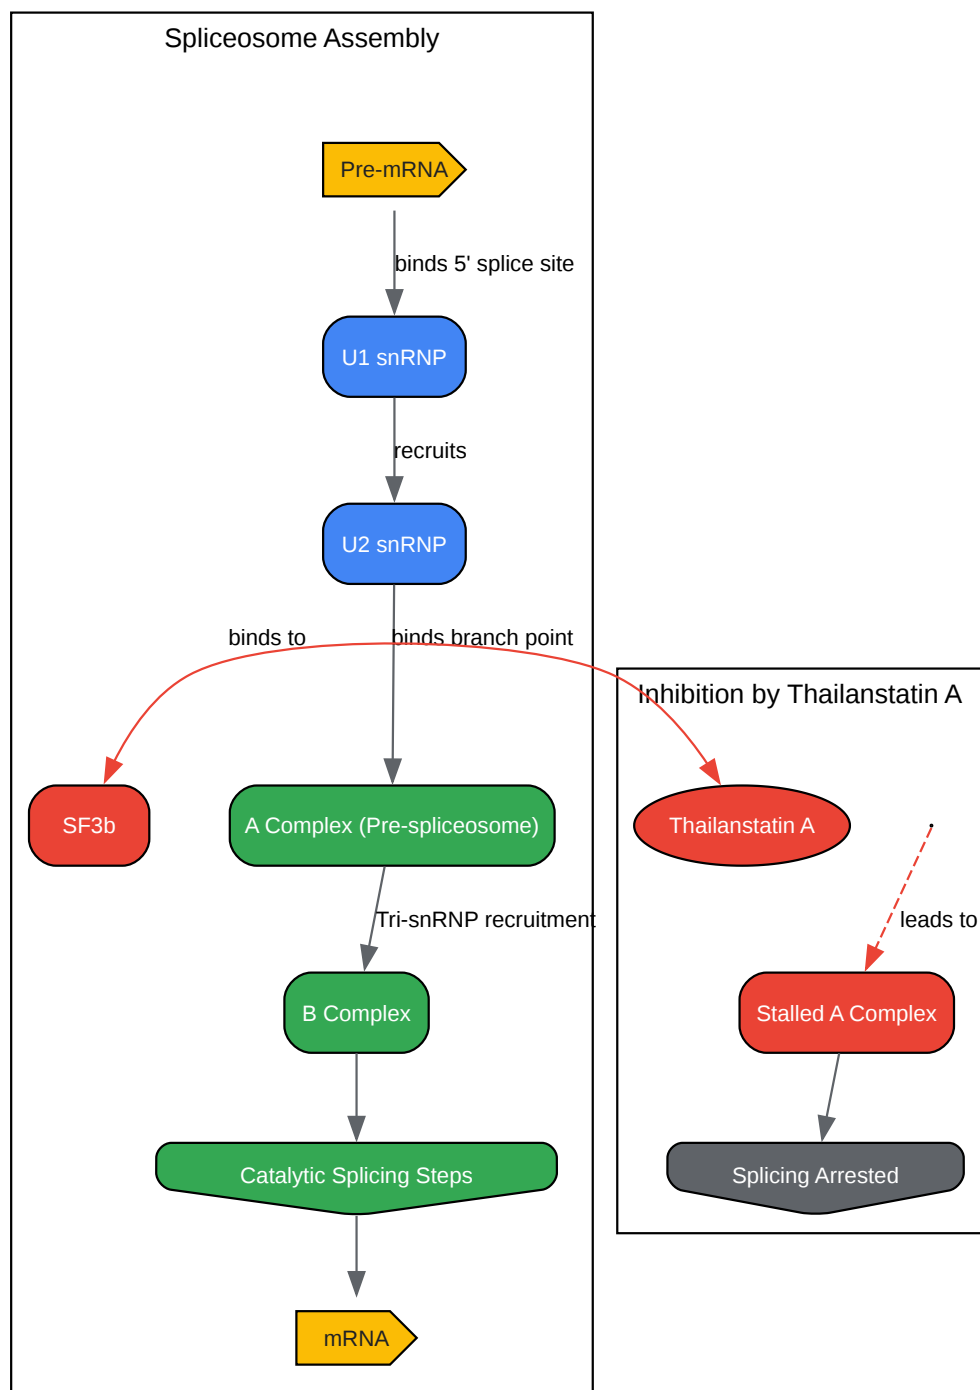 Spliceosome Assembly
Pre-mRNA
binds 5' splice site
U1 snRNP
recruits
U2 snRNP
binds to
binds branch point
Inhibition by Thailanstatin A
SF3b
A Complex (Pre-spliceosome)
Thailanstatin A
Tri-snRNP recruitment
leads to
B Complex
Stalled A Complex
Catalytic Splicing Steps
Splicing Arrested
mRNA